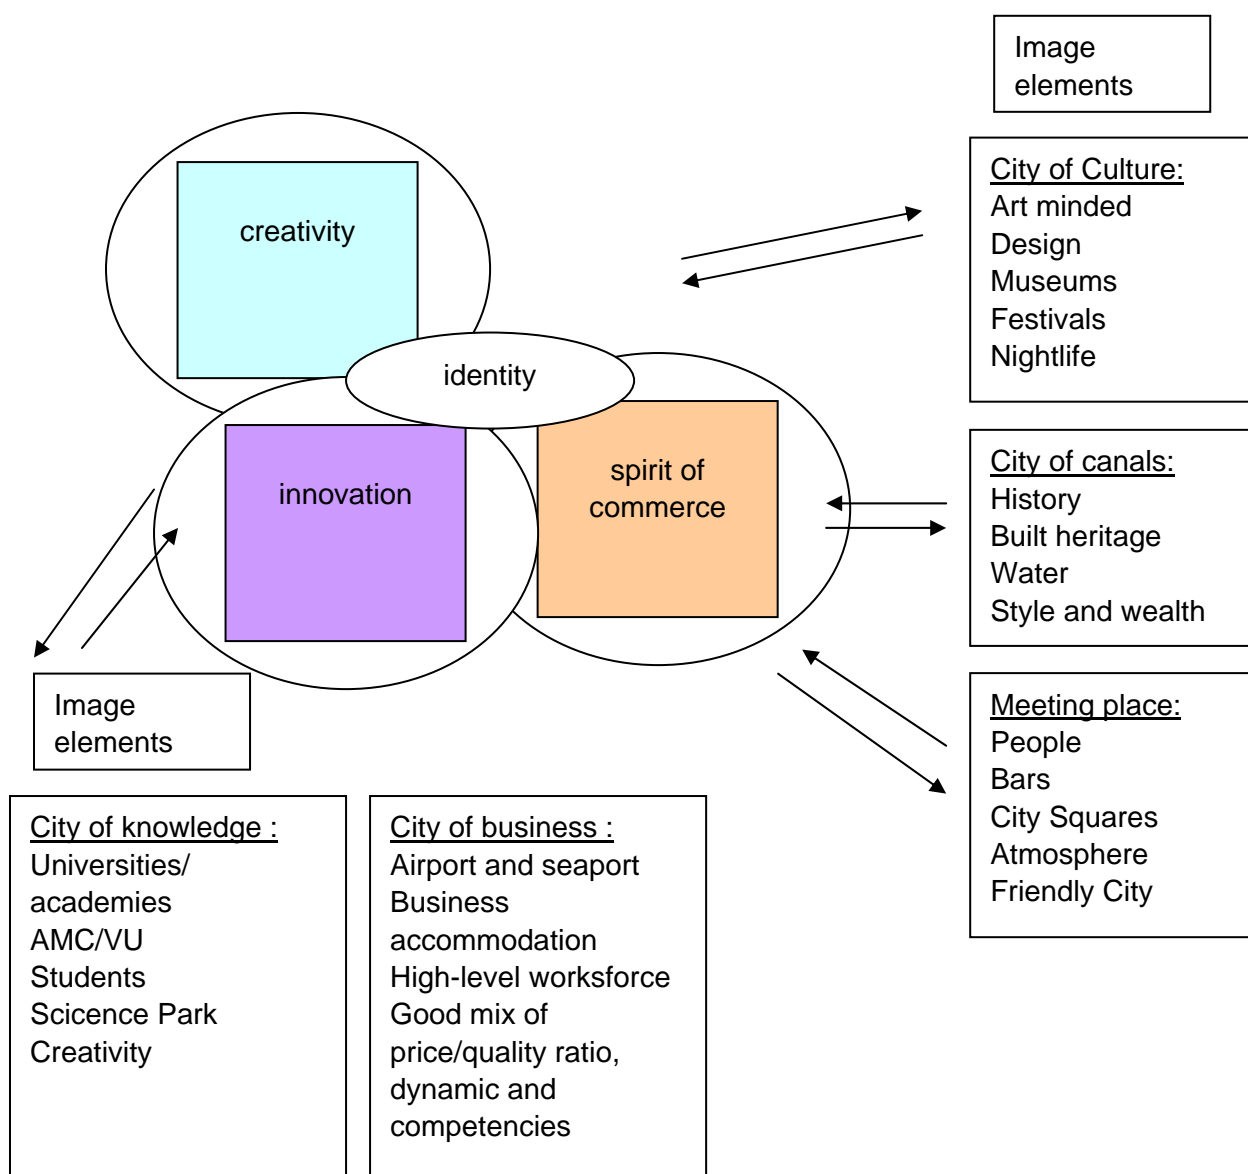 Image
elements
City of Culture:
Art minded
Design
Museums
Festivals
Nightlife
creativity
identity
innovation
spirit of
commerce
City of canals:
History
Built heritage
Water
Style and wealth
Meeting place:
People
Bars
City Squares
Atmosphere
Friendly City
Image
elements
City of knowledge :
Universities/
academies
AMC/VU
Students
Scicence Park
Creativity
City of business :
Airport and seaport
Business
accommodation
High-level worksforce
Good mix of
price/quality ratio,
dynamic and
competencies